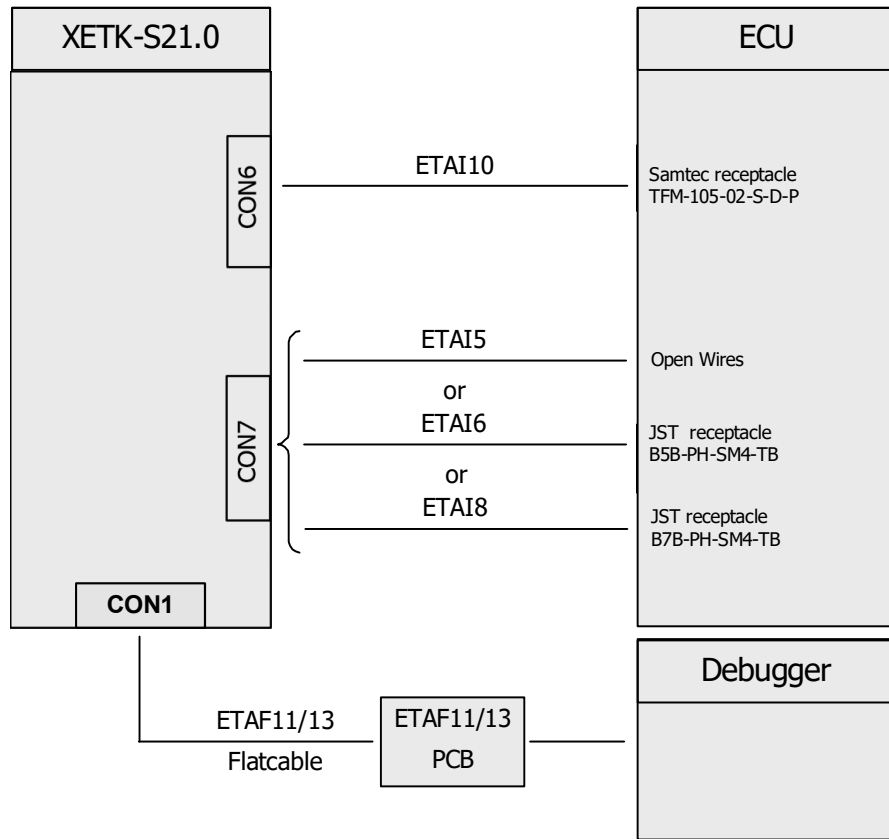 XETK-S21.0
ECU
CON6
ETAI10
Samtec receptacle
TFM-105-02-S-D-P
CON7
ETAI5
Open Wires
or
ETAI6
JST receptacle
B5B-PH-SM4-TB
or
ETAI8
JST receptacle
B7B-PH-SM4-TB
CON1
Debugger
ETAF11/13
Flatcable
ETAF11/13
PCB